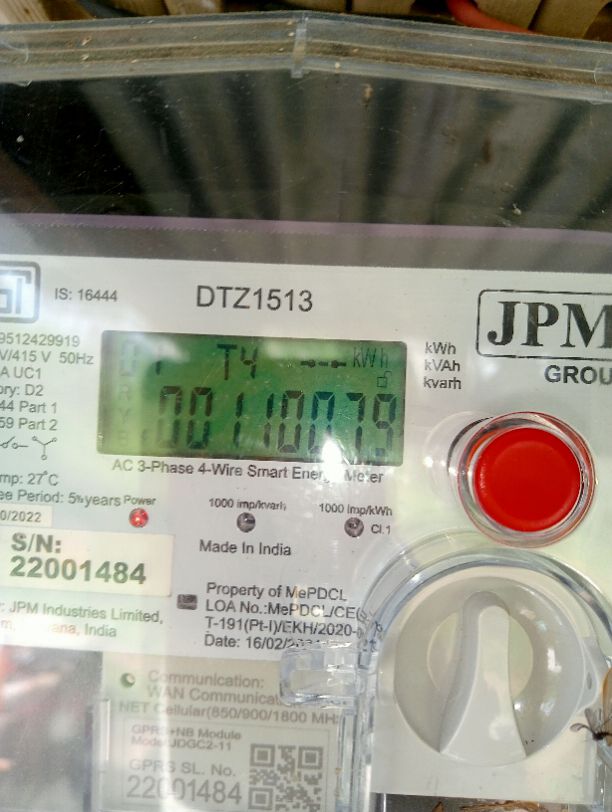 IS: 16444
DTZ1513
JPM
GROU
9512429919
V/415 V 50Hz
A UC1
ory: D2
44 Part 1
59 Part 2
mp: 27°C
ee Period: 5½years
0/2022
T4 kWh
kWh
kVAh
kvarh
AC 3-Phase 4-Wire Smart Energy Meter
Power
1000 imp/kvarh
1000 imp/kWh
Cl.1
Made In India
S/N:
22001484
: JPM Industries Limited,
ana, India
Property of MePDCL
LOA No.:MePDCL/CE(
T-191(Pt-I)/EKH/2020-
Date: 16/02/
Communication:
WAN Communica
NET Cellular(850/900/1800 MH
GPRS+NB Module
Model:JDGC2-11
GPRS SL. No.
22001484